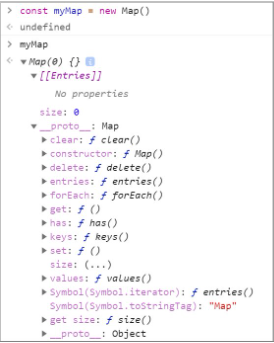 > const myMap = new Map()
< undefined
> myMap
< ▼ Map(0) {} i
▼ [[Entries]]
No properties
size: 0
▼ __proto__: Map
▶ clear: ƒ clear()
▶ constructor: ƒ Map()
▶ delete: ƒ delete()
▶ entries: ƒ entries()
▶ forEach: ƒ forEach()
▶ get: ƒ ()
▶ has: ƒ has()
▶ keys: ƒ keys()
▶ set: ƒ ()
size: (...)
▶ values: ƒ values()
▶ Symbol(Symbol.iterator): ƒ entries()
Symbol(Symbol.toStringTag): "Map"
▶ get size: ƒ size()
▶ __proto__: Object